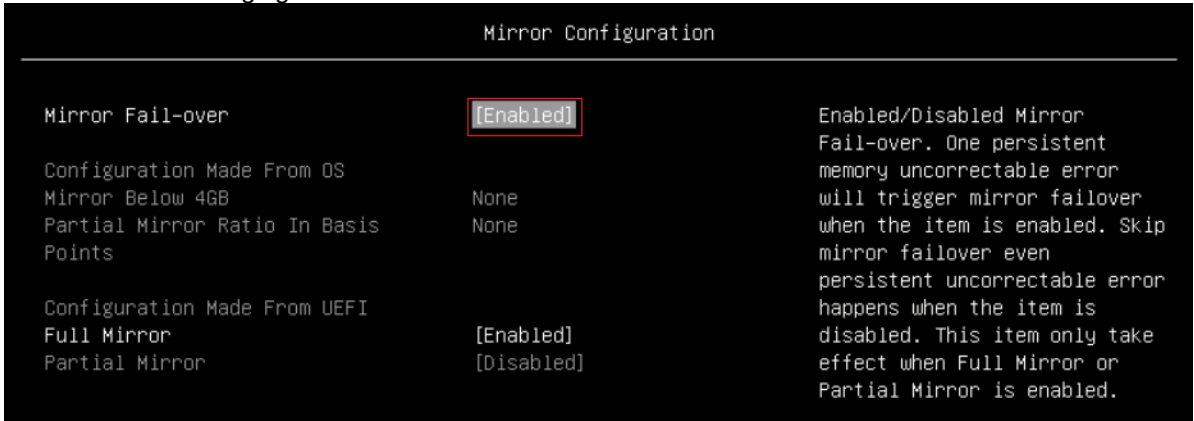 Mirror Configuration
Mirror Fail-over [Enabled]
Configuration Made From OS
Mirror Below 4GB None
Partial Mirror Ratio In Basis None
Points
Configuration Made From UEFI
Full Mirror [Enabled]
Partial Mirror [Disabled]
Enabled/Disabled Mirror
Fail-over. One persistent
memory uncorrectable error
will trigger mirror failover
when the item is enabled. Skip
mirror failover even
persistent uncorrectable error
happens when the item is
disabled. This item only take
effect when Full Mirror or
Partial Mirror is enabled.